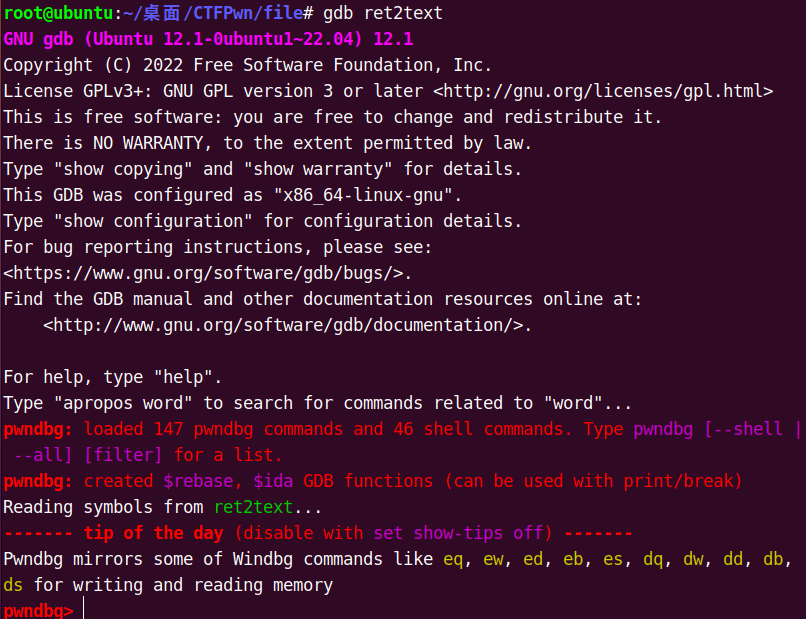 root@ubuntu:~/桌面/CTFPwn/file# gdb ret2text
GNU gdb (Ubuntu 12.1-0ubuntu1~22.04) 12.1
Copyright (C) 2022 Free Software Foundation, Inc.
License GPLv3+: GNU GPL version 3 or later <http://gnu.org/licenses/gpl.html>
This is free software: you are free to change and redistribute it.
There is NO WARRANTY, to the extent permitted by law.
Type "show copying" and "show warranty" for details.
This GDB was configured as "x86_64-linux-gnu".
Type "show configuration" for configuration details.
For bug reporting instructions, please see:
<https://www.gnu.org/software/gdb/bugs/>.
Find the GDB manual and other documentation resources online at:
    <http://www.gnu.org/software/gdb/documentation/>.
For help, type "help".
Type "apropos word" to search for commands related to "word"...
pwndbg: loaded 147 pwndbg commands and 46 shell commands. Type pwndbg [--shell |
 --all] [filter] for a list.
pwndbg: created $rebase, $ida GDB functions (can be used with print/break)
Reading symbols from ret2text...
------- tip of the day (disable with set show-tips off) -------
Pwndbg mirrors some of Windbg commands like eq, ew, ed, eb, es, dq, dw, dd, db,
ds for writing and reading memory
pwndbg>